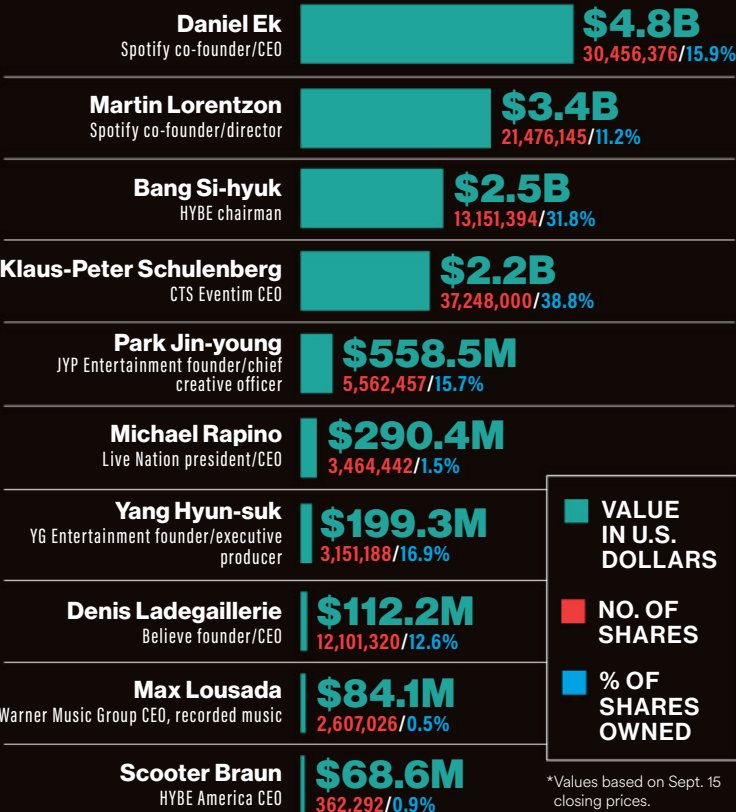 Daniel Ek
Spotify co-founder/CEO
$4.8B
30,456,376/15.9%
Martin Lorentzon
Spotify co-founder/director
$3.4B
21,476,145/11.2%
Bang Si-hyuk
HYBE chairman
$2.5B
13,151,394/31.8%
Klaus-Peter Schulenberg
CTS Eventim CEO
$2.2B
37,248,000/38.8%
Park Jin-young
JYP Entertainment founder/chief
creative officer
$558.5M
5,562,457/15.7%
Michael Rapino
Live Nation president/CEO
$290.4M
3,464,442/1.5%
Yang Hyun-suk
YG Entertainment founder/executive
producer
$199.3M
3,151,188/16.9%
Denis Ladegaillerie
Believe founder/CEO
$112.2M
12,101,320/12.6%
Max Lousada
Warner Music Group CEO, recorded music
$84.1M
2,607,026/0.5%
Scooter Braun
HYBE America CEO
$68.6M
362,292/0.9%
VALUE
IN U.S.
DOLLARS
NO. OF
SHARES
% OF
SHARES
OWNED
*Values based on Sept. 15
closing prices.